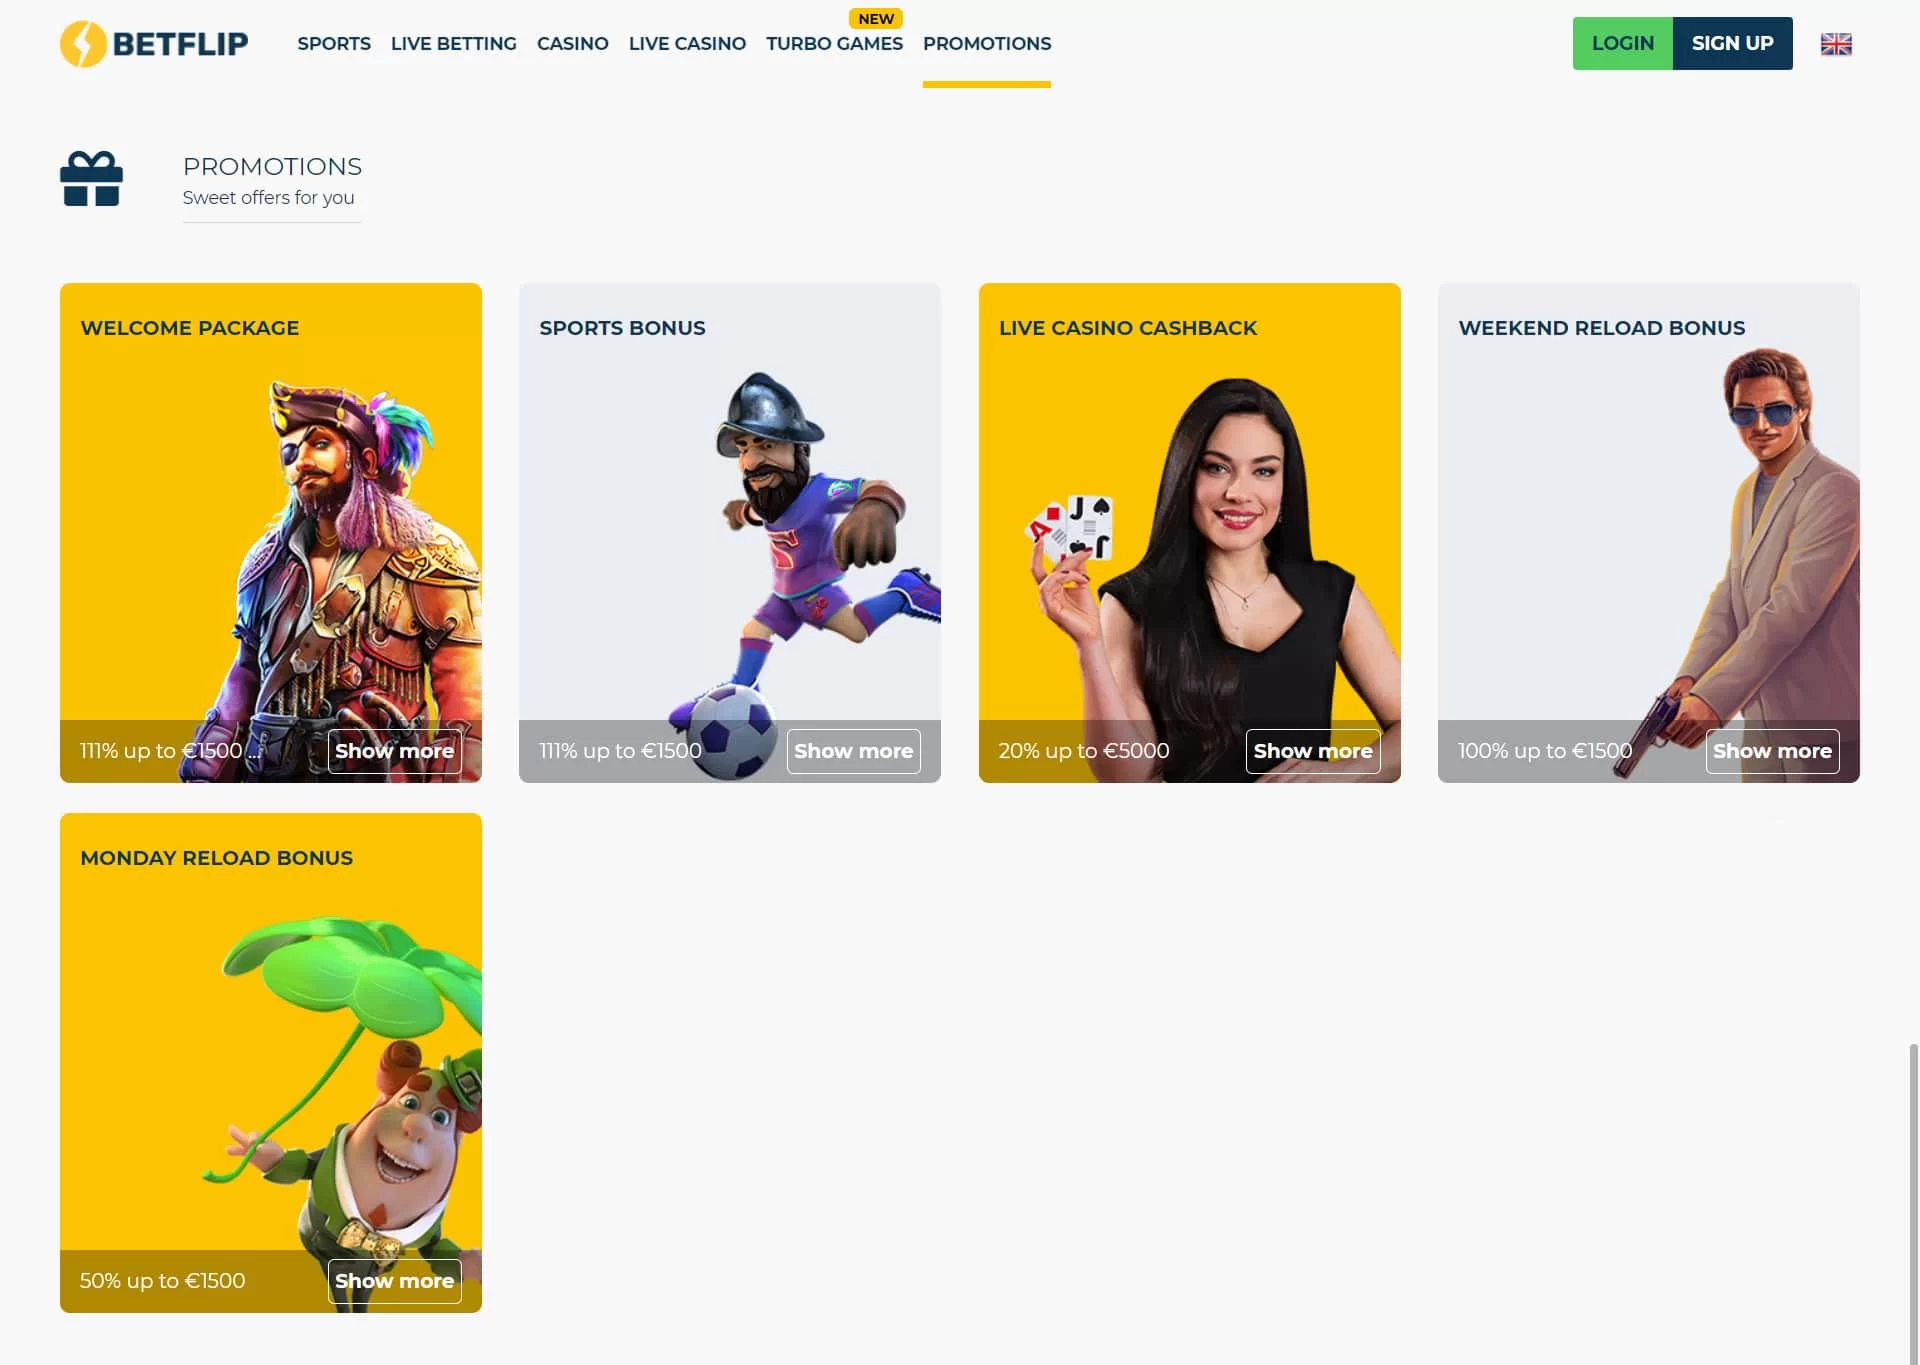 BETFLIP
SPORTS
LIVE BETTING
CASINO
LIVE CASINO
NEW
TURBO GAMES
PROMOTIONS
LOGIN
SIGN UP
PROMOTIONS
Sweet offers for you
WELCOME PACKAGE
111% up to €1500 ...
Show more
SPORTS BONUS
111% up to €1500
Show more
LIVE CASINO CASHBACK
A
J
J
20% up to €5000
Show more
WEEKEND RELOAD BONUS
100% up to €1500
Show more
MONDAY RELOAD BONUS
50% up to €1500
Show more